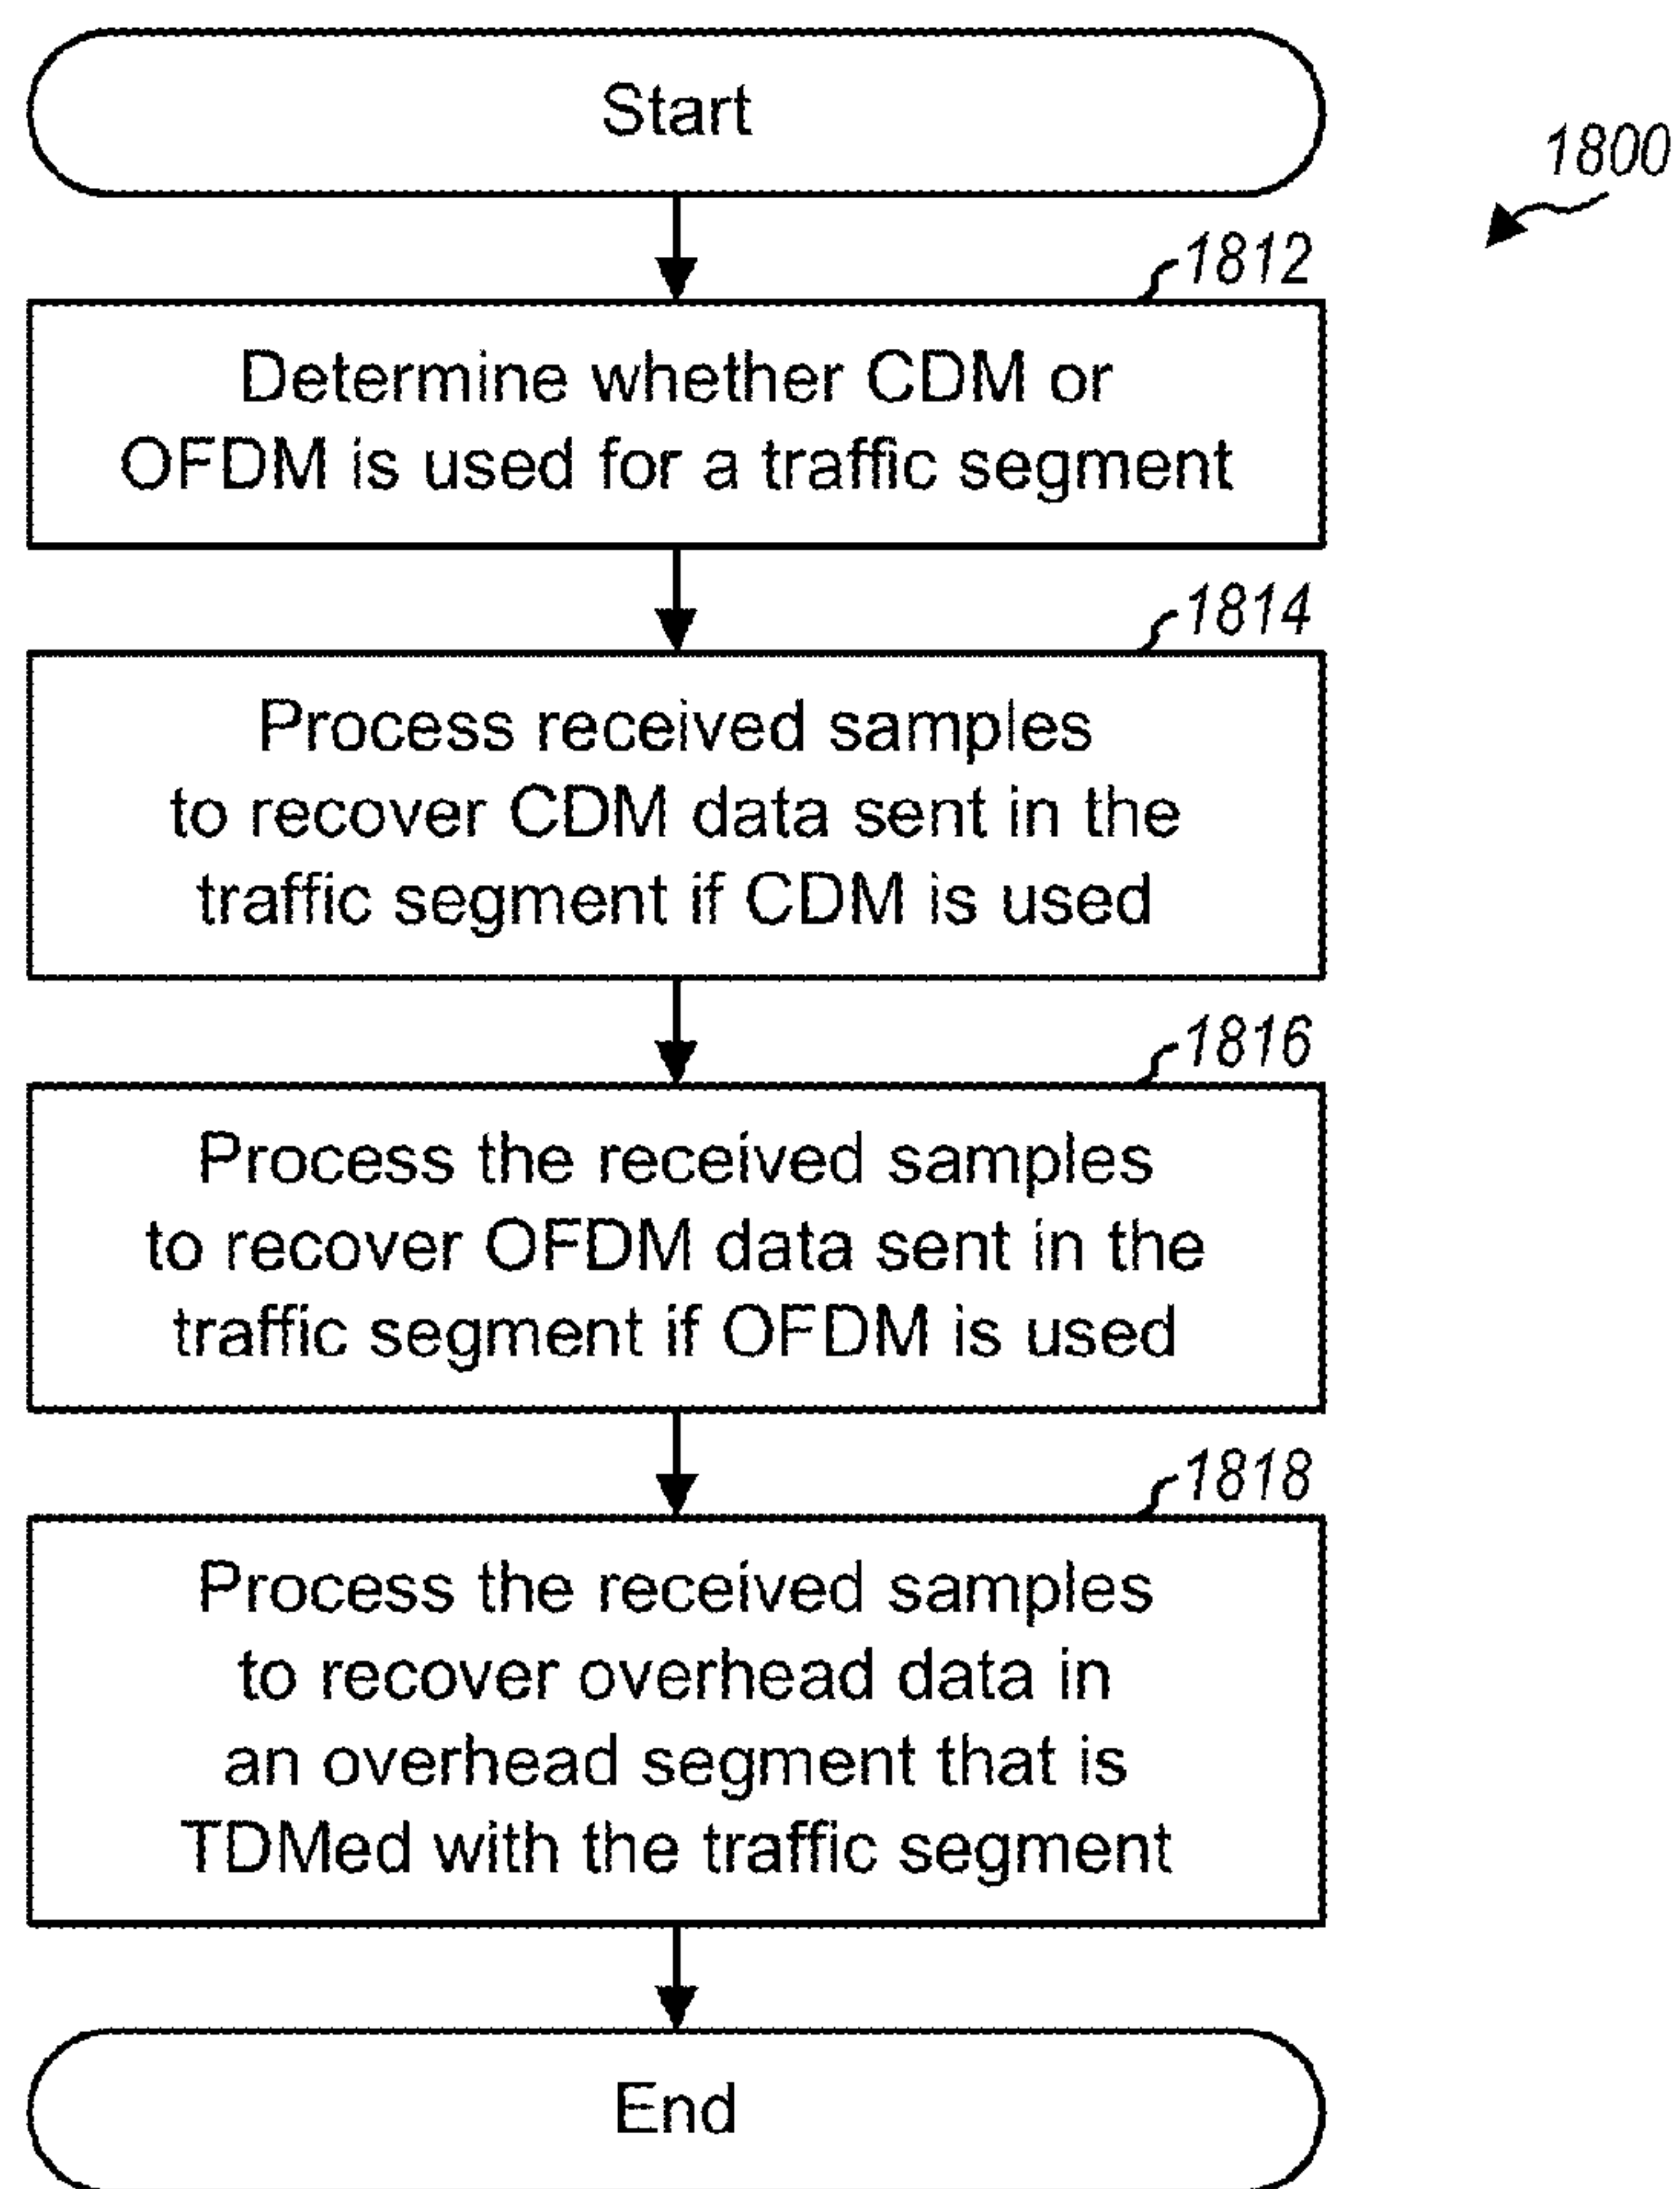 Start
1800
1812
Determine whether CDM or
OFDM is used for a traffic segment
1814
Process received samples
to recover CDM data sent in the
traffic segment if CDM is used
1816
Process the received samples
to recover OFDM data sent in the
traffic segment if OFDM is used
1818
Process the received samples
to recover overhead data in
an overhead segment that is
TDMed with the traffic segment
End